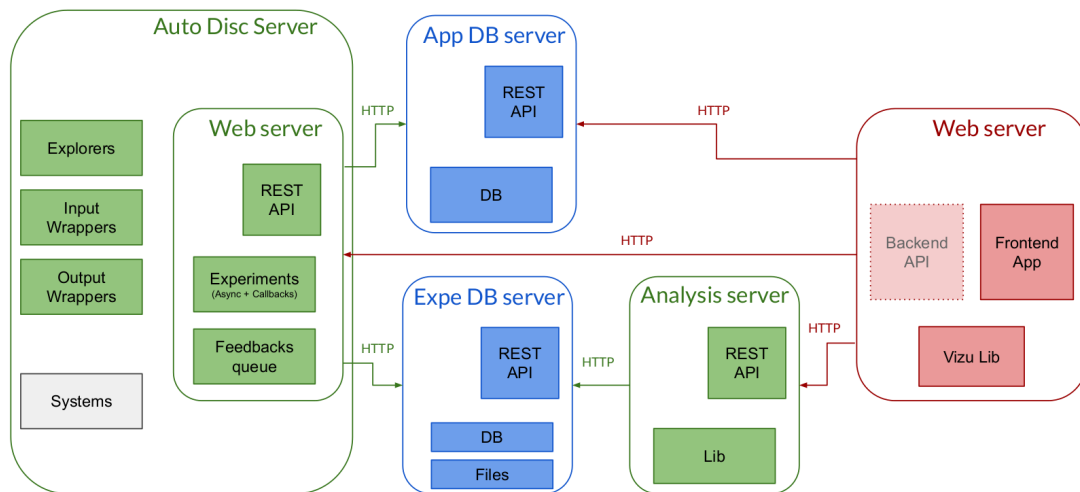 Auto Disc Server
Explorers
Input
Wrappers
Output
Wrappers
Systems
Web server
REST
API
Experiments
(Async + Callbacks)
Feedbacks
queue
HTTP
HTTP
App DB server
REST
API
DB
HTTP
HTTP
Expe DB server
REST
API
DB
Files
HTTP
Analysis server
REST
API
Lib
HTTP
Web server
Backend
API
Frontend
App
Vizu Lib